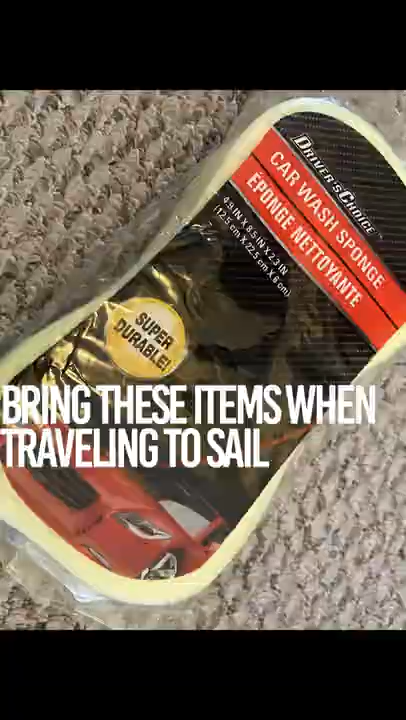 DRIVER'S CHOICE
CAR WASH SPONGE
ÉPONGE NETTOYANTE
4.9 IN X 8.5 IN X 2.3 IN
(12.5 cm X 22.5 cm X 6 cm)
SUPER
DURABLE!
BRING THESE ITEMS WHEN
TRAVELING TO SAIL